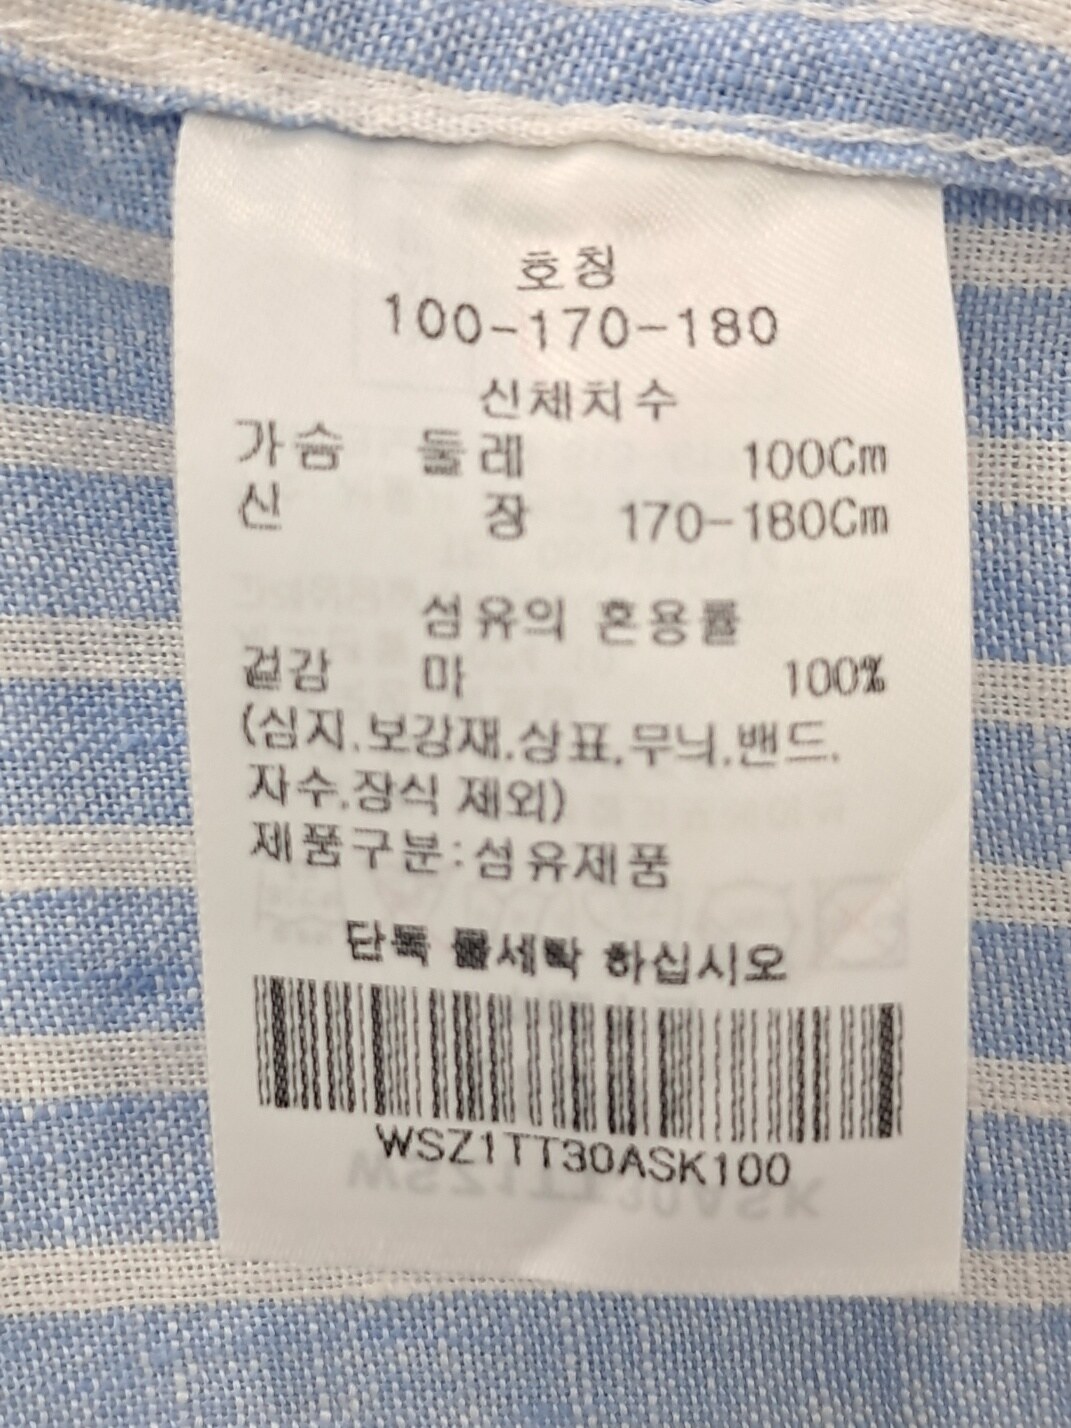 호칭
100-170-180
신체치수
가슴 둘레 100Cm
신 장 170-180Cm
섬유의 혼용률
겉감 마 100%
(심지.보강재.상표.무늬.밴드.
자수.장식 제외)
제품구분:섬유제품
단독 물세탁 하십시오
WSZ1TT30ASK100